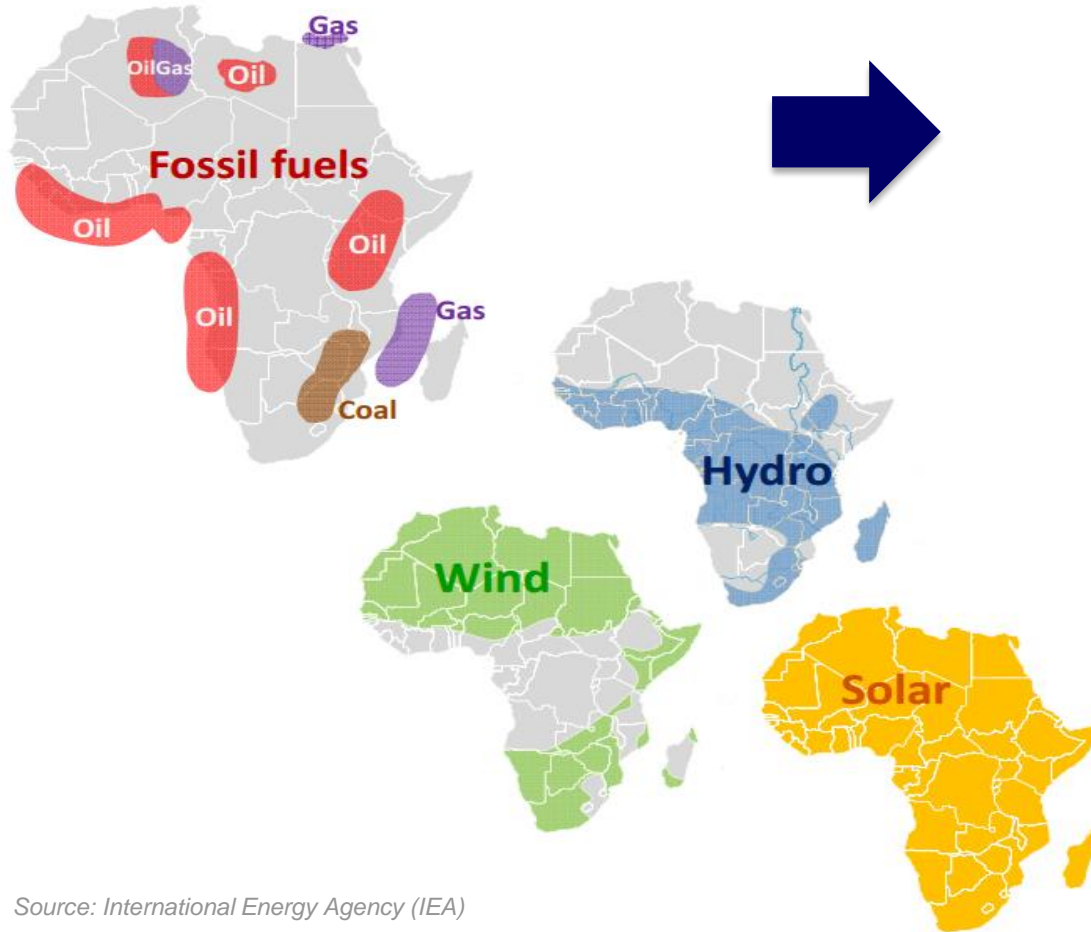 Gas
OilGas
Oil
Fossil fuels
Oil
Oil
Oil
Gas
Coal
Hydro
Wind
Solar
Source: International Energy Agency (IEA)